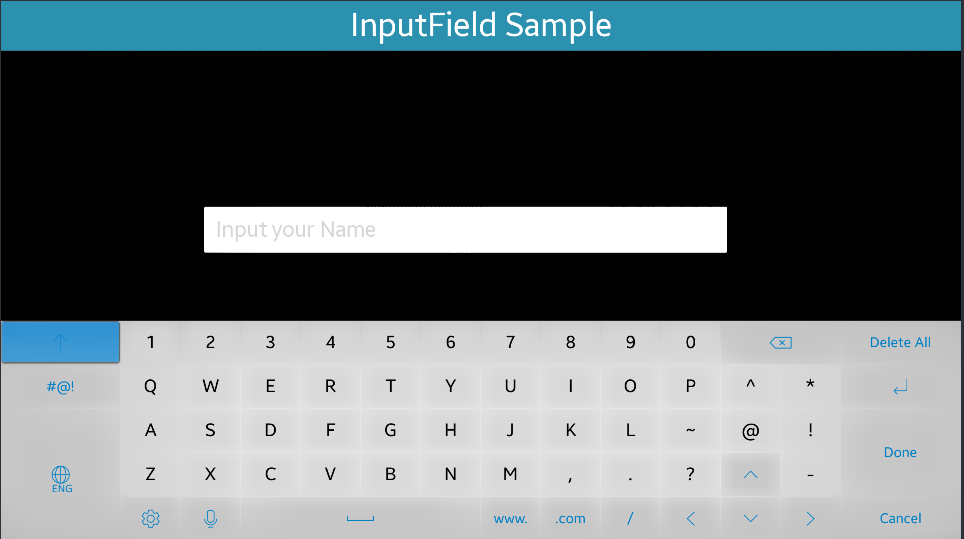 InputField Sample
Input your Name
1 2 3 4 5 6 7 8 9 0 Delete All
#@! Q W E R T Y U I O P ^ *
A S D F G H J K L ~ @ !
Done
ENG Z X C V B N M , . ? -
www. .com / Cancel